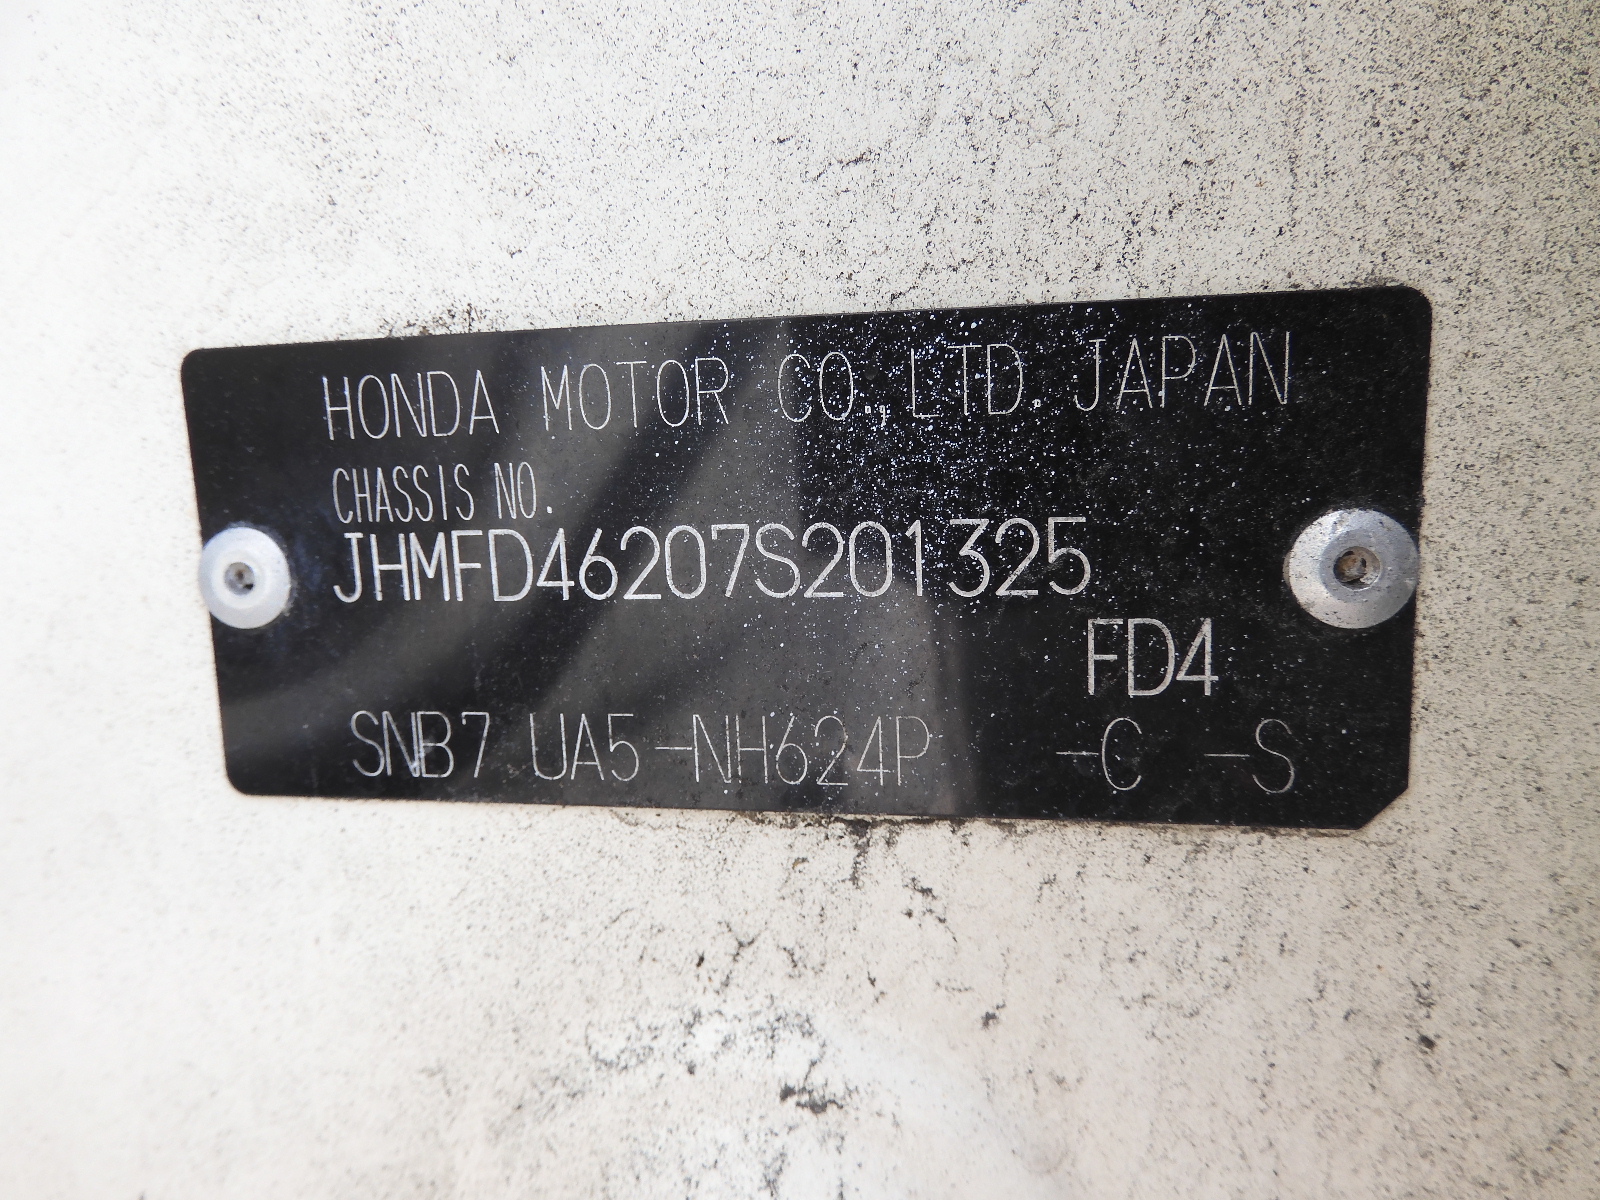 HONDA MOTOR CO., LTD. JAPAN
CHASSIS NO.
JHMFD46207S201325
FD4
SNB7 UA5-NH624P -C -S